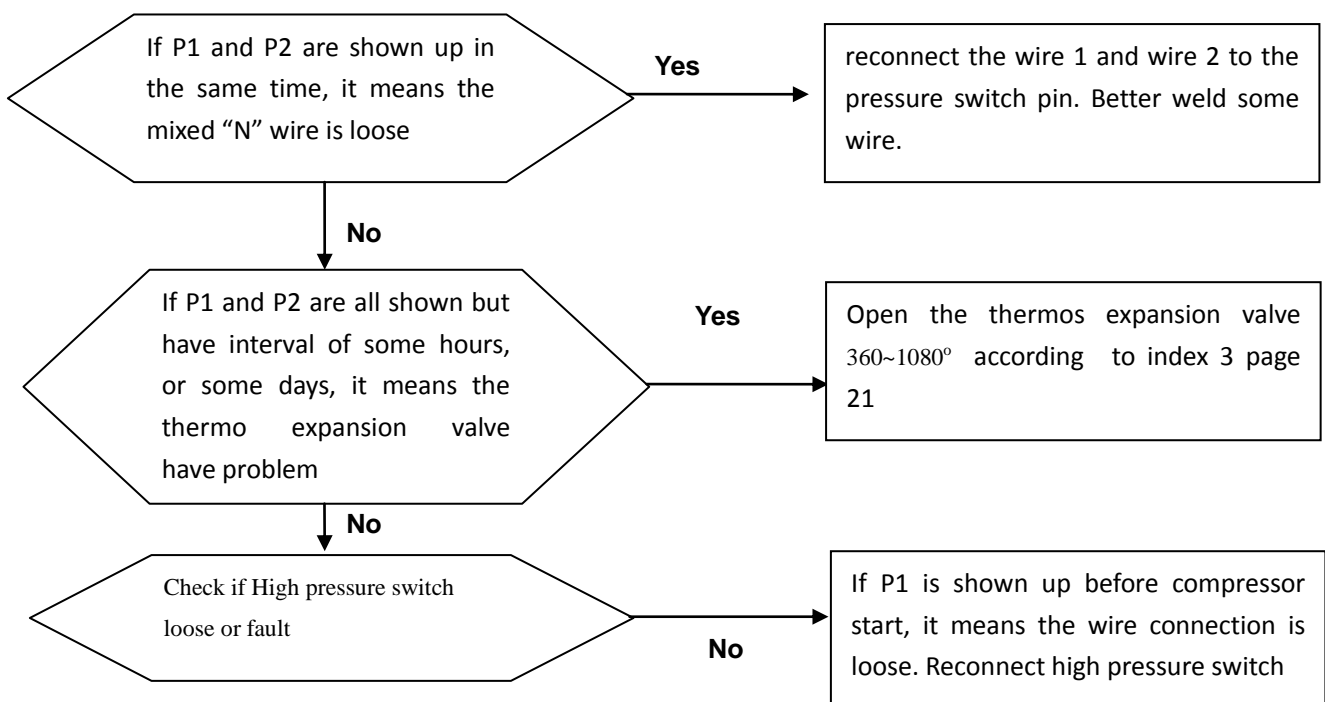 If P1 and P2 are shown up in
the same time, it means the
mixed “N” wire is loose
Yes
reconnect the wire 1 and wire 2 to the
pressure switch pin. Better weld some
wire.
No
If P1 and P2 are all shown but
have interval of some hours,
or some days, it means the
thermo expansion valve
have problem
Yes
Open the thermos expansion valve
360~1080° according to index 3 page
21
No
Check if High pressure switch
loose or fault
No
If P1 is shown up before compressor
start, it means the wire connection is
loose. Reconnect high pressure switch